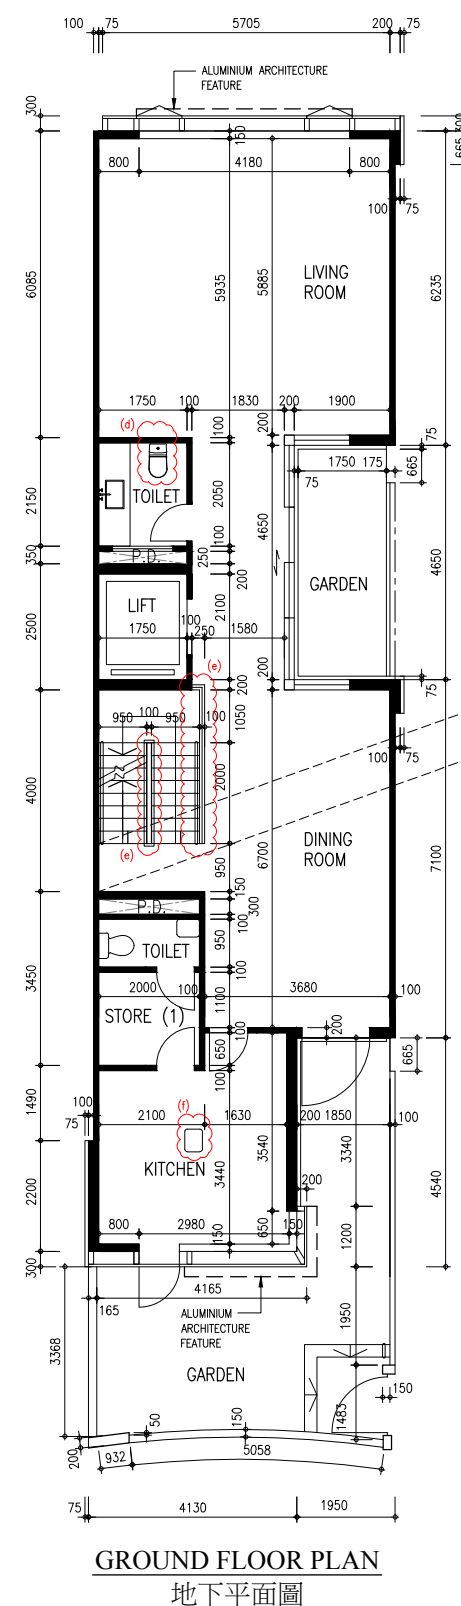 100 75 5705 200 75
ALUMINIUM ARCHITECTURE
FEATURE
300
150
300
665
800 4180 800
100 75
6085
5935
5885
6235
LIVING
ROOM
1750 100 1830 200 1900
(d)
100
200
75
1750 175
75
665
2150
TOILET
2050
4650
4650
350
P.D.
100
250
200
GARDEN
LIFT
2500
2100
1750 100 250 1580
(e)
200
200
75
950 100 950 100
1050
100 75
4000
2000
(e)
DINING
ROOM
6700
7100
950
150
P.D.
300
100
TOILET
950
3450
100
2000 100 3680 100
STORE (1)
1100
100
200
650
665
100
1490
100
75
(f)
2100 1630 200 1850 100
3540
3340
4540
KITCHEN
3440
2200
200
650
1200
800 2980 150
150
300
4165
165
ALUMINIUM
ARCHITECTURE
FEATURE
1950
3368
GARDEN
150
1483
50
150
200
932 5058
75 4130 1950
GROUND FLOOR PLAN
地下平面圖